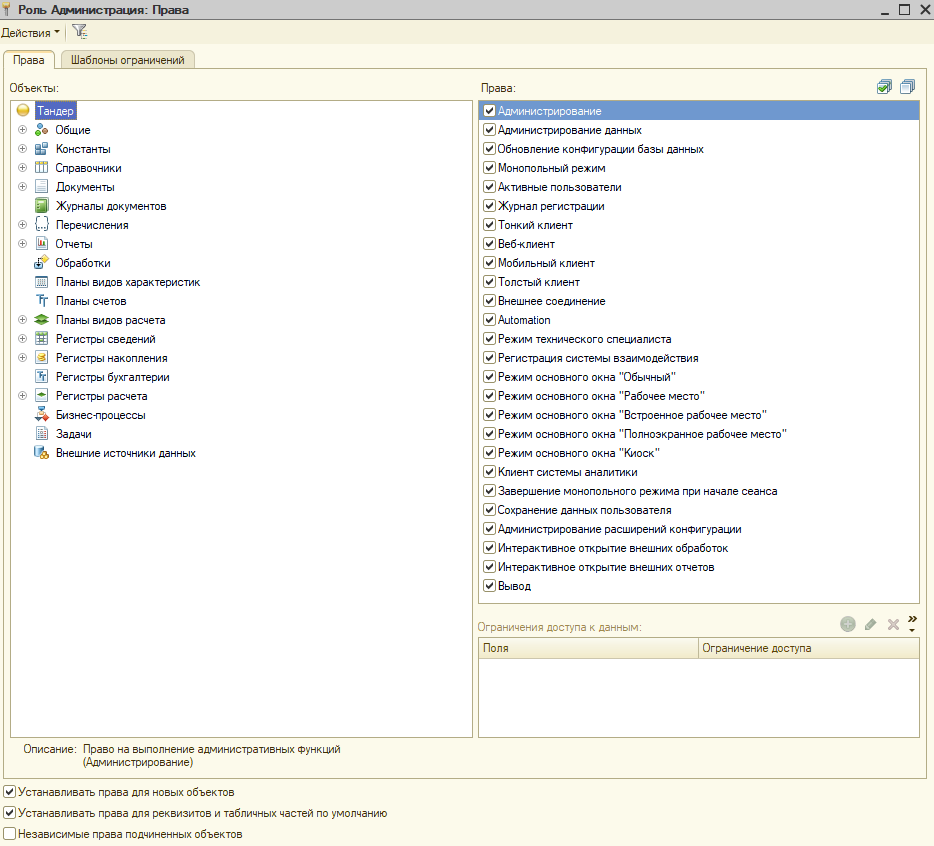 Роль Администрация: Права
Действия
Права
Шаблоны ограничений
Объекты:
Тандер
Общие
Константы
Справочники
Документы
Журналы документов
Перечисления
Отчеты
Обработки
Планы видов характеристик
Планы счетов
Планы видов расчета
Регистры сведений
Регистры накопления
Регистры бухгалтерии
Регистры расчета
Бизнес-процессы
Задачи
Внешние источники данных
Права:
Администрирование
Администрирование данных
Обновление конфигурации базы данных
Монопольный режим
Активные пользователи
Журнал регистрации
Тонкий клиент
Веб-клиент
Мобильный клиент
Толстый клиент
Внешнее соединение
Automation
Режим технического специалиста
Регистрация системы взаимодействия
Режим основного окна "Обычный"
Режим основного окна "Рабочее место"
Режим основного окна "Встроенное рабочее место"
Режим основного окна "Полноэкранное рабочее место"
Режим основного окна "Киоск"
Клиент системы аналитики
Завершение монопольного режима при начале сеанса
Сохранение данных пользователя
Администрирование расширений конфигурации
Интерактивное открытие внешних обработок
Интерактивное открытие внешних отчетов
Вывод
Ограничения доступа к данным:
Поля
Ограничение доступа
Описание: Право на выполнение административных функций
(Администрирование)
Устанавливать права для новых объектов
Устанавливать права для реквизитов и табличных частей по умолчанию
Независимые права подчиненных объектов